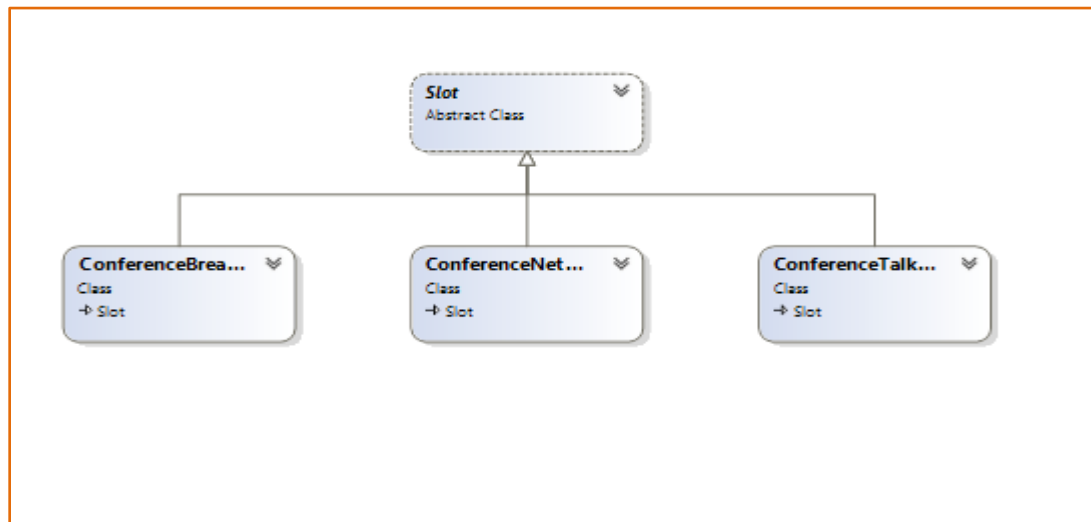 Slot
Abstract Class
ConferenceBrea...
Class
Slot
ConferenceNet...
Class
Slot
ConferenceTalk...
Class
Slot